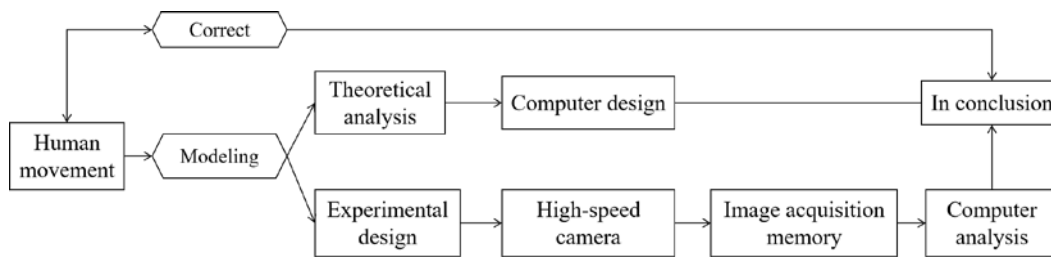 Correct
Theoretical
analysis
Computer design
In conclusion
Human
movement
Modeling
Experimental
design
High-speed
camera
Image acquisition
memory
Computer
analysis